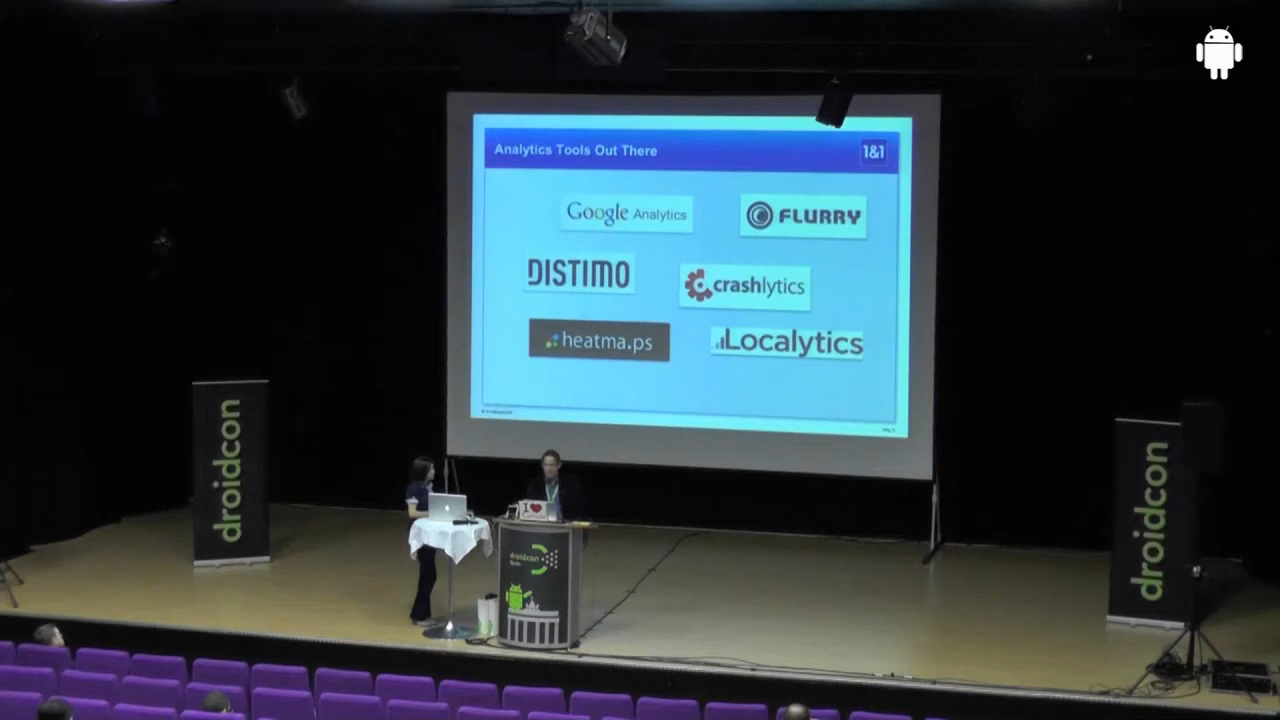 Analytics Tools Out There
1&1
Google Analytics
FLURRY
DISTIMO
crashlytics
heatma.ps
Localytics
droidcon
droidcon
I
droidcon